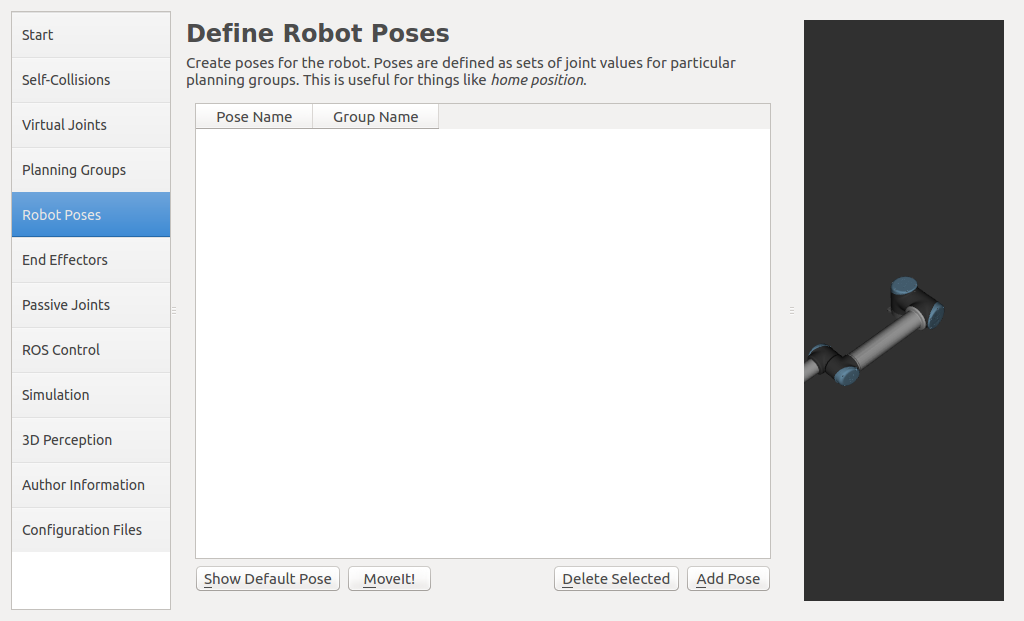 Start
Self-Collisions
Virtual Joints
Planning Groups
Robot Poses
End Effectors
Passive Joints
ROS Control
Simulation
3D Perception
Author Information
Configuration Files
Define Robot Poses
Create poses for the robot. Poses are defined as sets of joint values for particular
planning groups. This is useful for things like home position.
Pose Name Group Name
Show Default Pose MoveIt! Delete Selected Add Pose